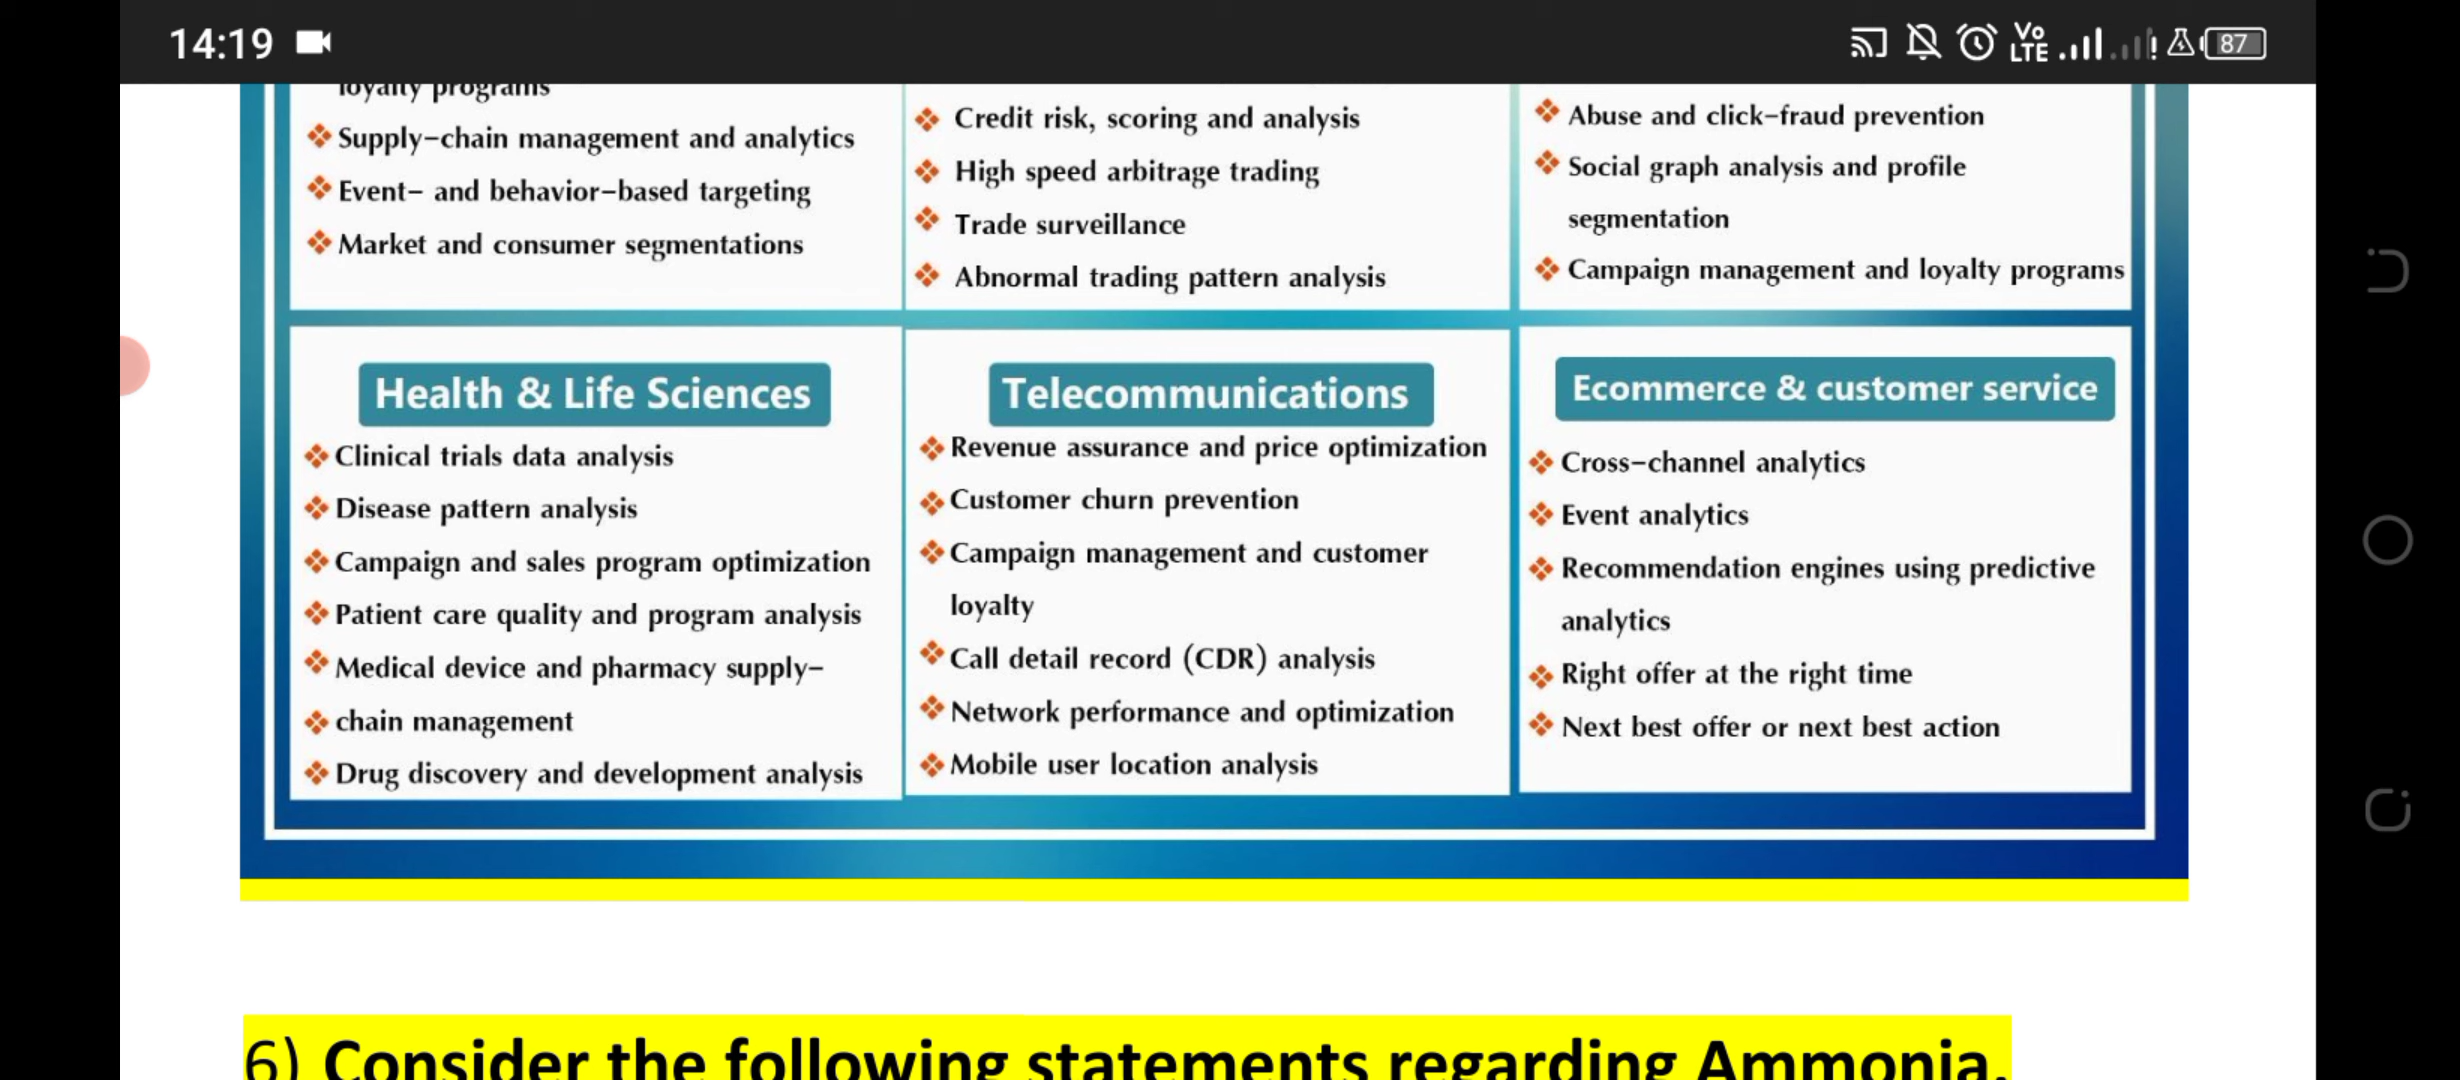 14:19
Vo
LTE
87
loyalty programs
Supply-chain management and analytics
Event- and behavior-based targeting
Market and consumer segmentations
Credit risk, scoring and analysis
High speed arbitrage trading
Trade surveillance
Abnormal trading pattern analysis
Abuse and click-fraud prevention
Social graph analysis and profile
segmentation
Campaign management and loyalty programs
Health & Life Sciences
Clinical trials data analysis
Disease pattern analysis
Campaign and sales program optimization
Patient care quality and program analysis
Medical device and pharmacy supply-
chain management
Drug discovery and development analysis
Telecommunications
Revenue assurance and price optimization
Customer churn prevention
Campaign management and customer
loyalty
Call detail record (CDR) analysis
Network performance and optimization
Mobile user location analysis
Ecommerce & customer service
Cross-channel analytics
Event analytics
Recommendation engines using predictive
analytics
Right offer at the right time
Next best offer or next best action
6) Consider the following statements regarding Ammonia.